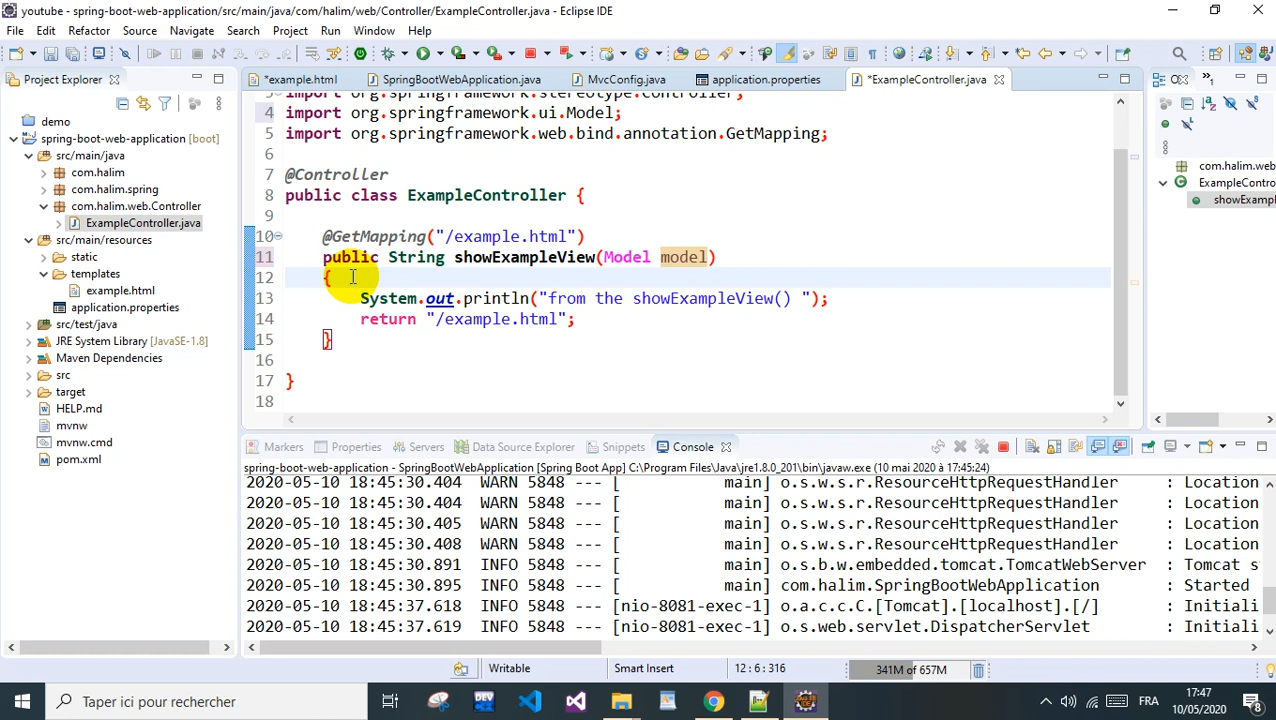 youtube - spring-boot-web-application/src/main/java/com/halim/web/Controller/ExampleController.java - Eclipse IDE
File Edit Refactor Source Navigate Search Project Run Window Help
Project Explorer
*example.html SpringBootWebApplication.java MvcConfig.java application.properties *ExampleController.java
demo
spring-boot-web-application [boot]
src/main/java
com.halim
com.halim.spring
com.halim.web.Controller
ExampleController.java
src/main/resources
static
templates
example.html
application.properties
src/test/java
JRE System Library [JavaSE-1.8]
Maven Dependencies
src
target
HELP.md
mvnw
mvnw.cmd
pom.xml
import org.springframework.stereotype.Controller;
4 import org.springframework.ui.Model;
5 import org.springframework.web.bind.annotation.GetMapping;
6
7 @Controller
8 public class ExampleController {
9
10 @GetMapping("/example.html")
11 public String showExampleView(Model model)
12 {
13 System.out.println("from the showExampleView() ");
14 return "/example.html";
15 }
16
17 }
18
com.halim.web
ExampleContro
showExampl
Markers Properties Servers Data Source Explorer Snippets Console
spring-boot-web-application - SpringBootWebApplication [Spring Boot App] C:\Program Files\Java\jre1.8.0_201\bin\javaw.exe (10 mai 2020 à 17:45:24)
2020-05-10 18:45:30.404 WARN 5848 --- [ main] o.s.w.s.r.ResourceHttpRequestHandler : Location
2020-05-10 18:45:30.404 WARN 5848 --- [ main] o.s.w.s.r.ResourceHttpRequestHandler : Location
2020-05-10 18:45:30.405 WARN 5848 --- [ main] o.s.w.s.r.ResourceHttpRequestHandler : Location
2020-05-10 18:45:30.408 WARN 5848 --- [ main] o.s.w.s.r.ResourceHttpRequestHandler : Location
2020-05-10 18:45:30.891 INFO 5848 --- [ main] o.s.b.w.embedded.tomcat.TomcatWebServer : Tomcat s
2020-05-10 18:45:30.895 INFO 5848 --- [ main] com.halim.SpringBootWebApplication : Started
2020-05-10 18:45:37.618 INFO 5848 --- [nio-8081-exec-1] o.a.c.c.C.[Tomcat].[localhost].[/] : Initiali
2020-05-10 18:45:37.619 INFO 5848 --- [nio-8081-exec-1] o.s.web.servlet.DispatcherServlet : Initiali
Writable Smart Insert 12 : 6 : 316 341M of 657M
Taper ici pour rechercher
DEV
FRA
17:47
10/05/2020
8